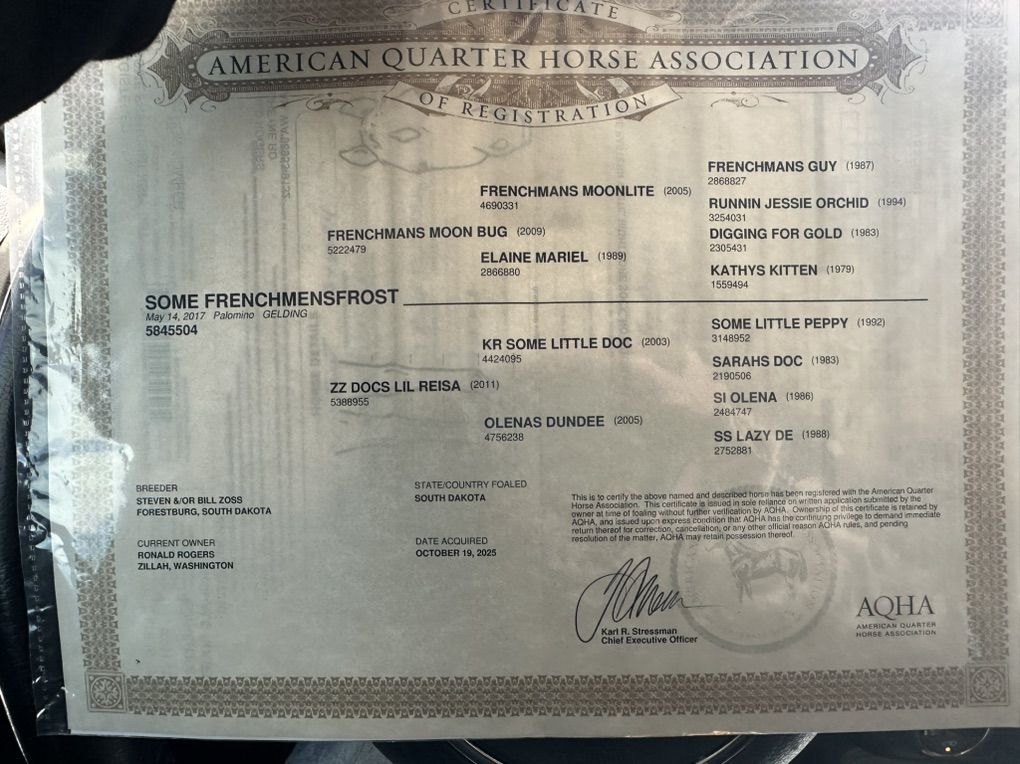 CERTIFICATE
AMERICAN QUARTER HORSE ASSOCIATION
OF REGISTRATION
FRENCHMANS GUY (1987)
2868827
FRENCHMANS MOONLITE (2005)
4690331
RUNNIN JESSIE ORCHID (1994)
3254031
FRENCHMANS MOON BUG (2009)
5222479
DIGGING FOR GOLD (1983)
2305431
ELAINE MARIEL (1989)
2866880
KATHYS KITTEN (1979)
1559494
SOME FRENCHMENSFROST
May 14, 2017 Palomino GELDING
5845504
SOME LITTLE PEPPY (1992)
3148952
KR SOME LITTLE DOC (2003)
4424095
SARAHS DOC (1983)
2190506
ZZ DOCS LIL REISA (2011)
5388955
SI OLENA (1986)
2484747
OLENAS DUNDEE (2005)
4756238
SS LAZY DE (1988)
2752881
BREEDER
STEVEN &/OR BILL ZOSS
FORESTBURG, SOUTH DAKOTA
STATE/COUNTRY FOALED
SOUTH DAKOTA
CURRENT OWNER
RONALD ROGERS
ZILLAH, WASHINGTON
DATE ACQUIRED
OCTOBER 19, 2025
This is to certify the above named and described horse has been registered with the American Quarter
Horse Association. This certificate is issued in sole reliance on written application submitted by the
owner at time of foaling without further verification by AQHA. Ownership of this certificate is retained by
AQHA, and issued upon express condition that AQHA has the continuing privilege to demand immediate
return thereof for correction, cancellation, or any other official reason AQHA rules, and pending
resolution of the matter, AQHA may retain possession thereof.
Karl R. Stressman
Chief Executive Officer
AQHA
AMERICAN QUARTER
HORSE ASSOCIATION